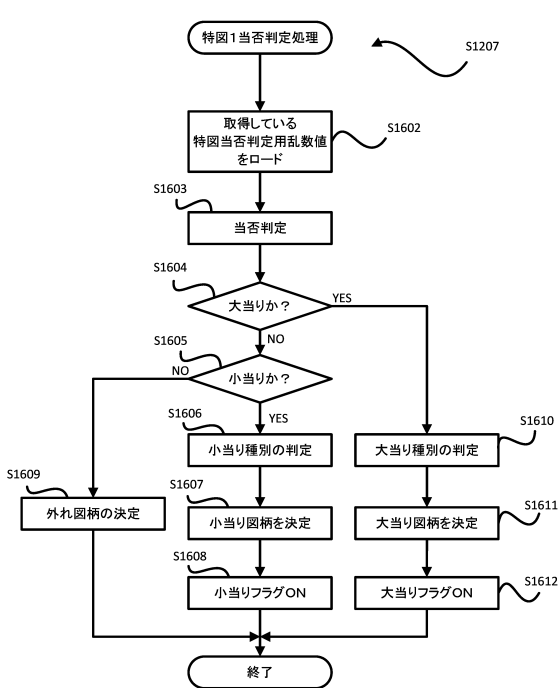 特図1当否判定処理
S1207
取得している
特図当否判定用乱数値
をロード
S1602
S1603
当否判定
S1604
大当りか?
YES
NO
S1605
小当りか?
NO
YES
S1606
小当り種別の判定
S1610
大当り種別の判定
S1609
外れ図柄の決定
S1607
小当り図柄を決定
S1611
大当り図柄を決定
S1608
小当りフラグON
S1612
大当りフラグON
終了